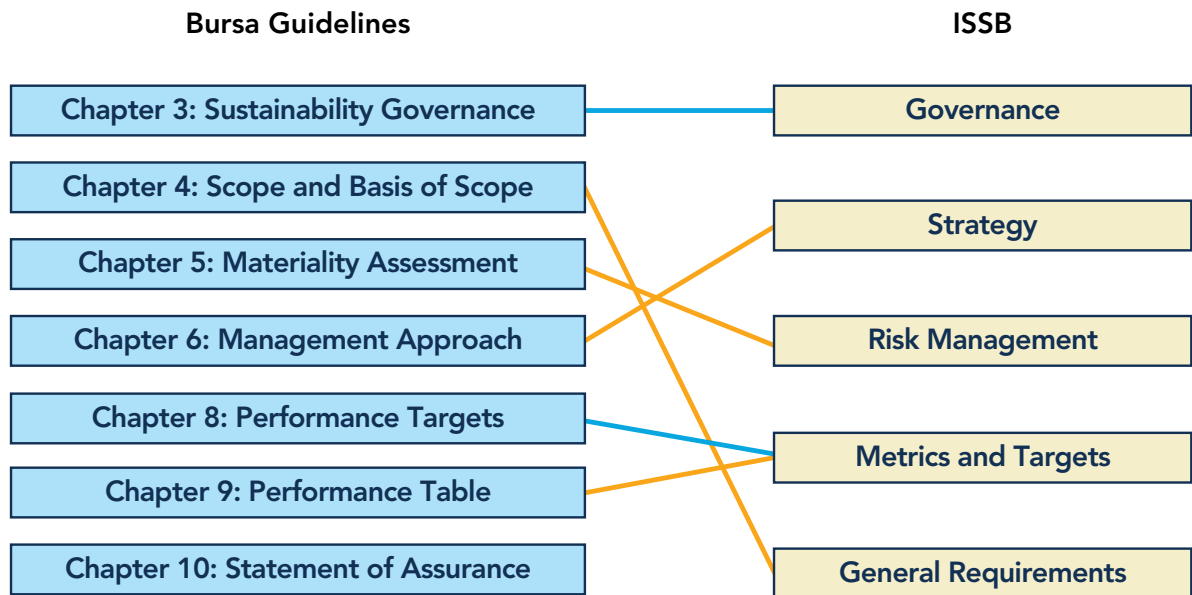 Bursa Guidelines
Chapter 3: Sustainability Governance
Chapter 4: Scope and Basis of Scope
Chapter 5: Materiality Assessment
Chapter 6: Management Approach
Chapter 8: Performance Targets
Chapter 9: Performance Table
Chapter 10: Statement of Assurance
ISSB
Governance
Strategy
Risk Management
Metrics and Targets
General Requirements